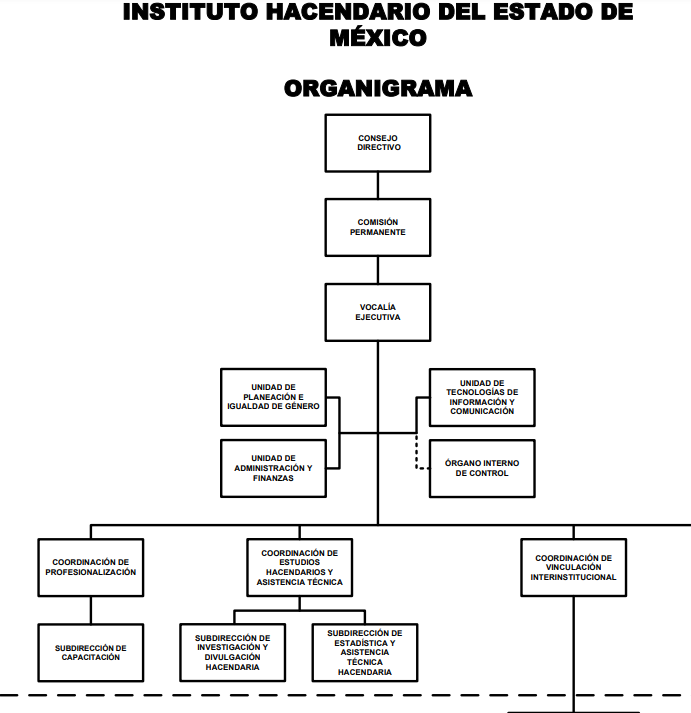 INSTITUTO HACENDARIO DEL ESTADO DE
MÉXICO
ORGANIGRAMA
CONSEJO
DIRECTIVO
COMISIÓN
PERMANENTE
VOCALÍA
EJECUTIVA
UNIDAD DE
PLANEACIÓN E
IGUALDAD DE GÉNERO
UNIDAD DE
TECNOLOGÍAS DE
INFORMACIÓN Y
COMUNICACIÓN
UNIDAD DE
ADMINISTRACIÓN Y
FINANZAS
ÓRGANO INTERNO
DE CONTROL
COORDINACIÓN DE
PROFESIONALIZACIÓN
COORDINACIÓN DE
ESTUDIOS
HACENDARIOS Y
ASISTENCIA TÉCNICA
COORDINACIÓN DE
VINCULACIÓN
INTERINSTITUCIONAL
SUBDIRECCIÓN DE
CAPACITACIÓN
SUBDIRECCIÓN DE
INVESTIGACIÓN Y
DIVULGACIÓN
HACENDARIA
SUBDIRECCIÓN DE
ESTADÍSTICA Y
ASISTENCIA
TÉCNICA
HACENDARIA